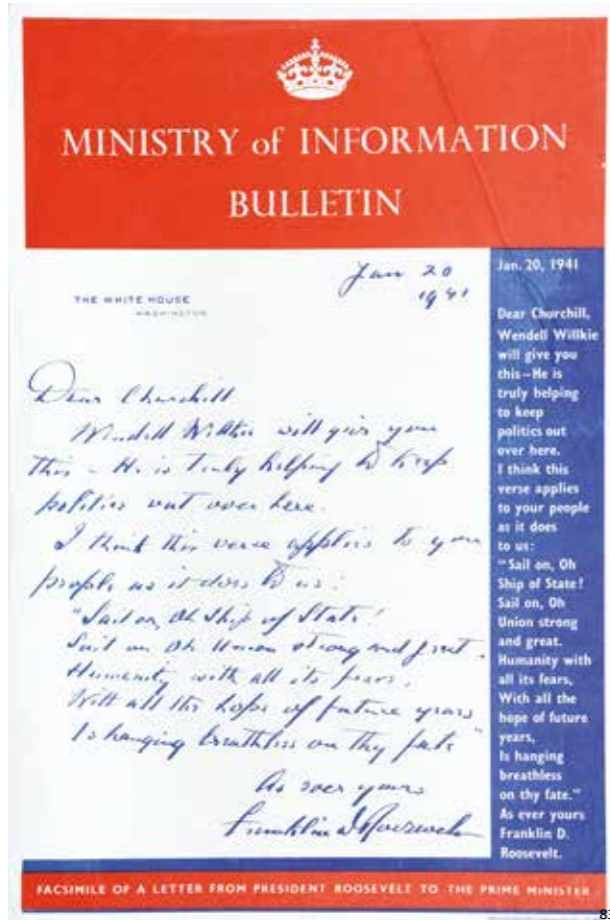 MINISTRY of INFORMATION
BULLETIN
Jan 20
1941
THE WHITE HOUSE
WASHINGTON
Dear Churchill
Wendell Willkie will give you
this - He is truly helping to keep
politics out over here.
I think this verse applies to you
people as it does to us:
"Sail on, Oh Ship of State!
Sail on Oh Union strong and great.
Humanity with all its fears,
With all the hope of future years
Is hanging breathless on thy fate"
As ever yours
Franklin D Roosevelt
Jan. 20, 1941
Dear Churchill,
Wendell Willkie
will give you
this—He is
truly helping
to keep
politics out
over here.
I think this
verse applies
to your people
as it does
to us:
"Sail on, Oh
Ship of State!
Sail on, Oh
Union strong
and great.
Humanity with
all its fears,
With all the
hope of future
years,
Is hanging
breathless
on thy fate."
As ever yours
Franklin D.
Roosevelt.
FACSIMILE OF A LETTER FROM PRESIDENT ROOSEVELT TO THE PRIME MINISTER